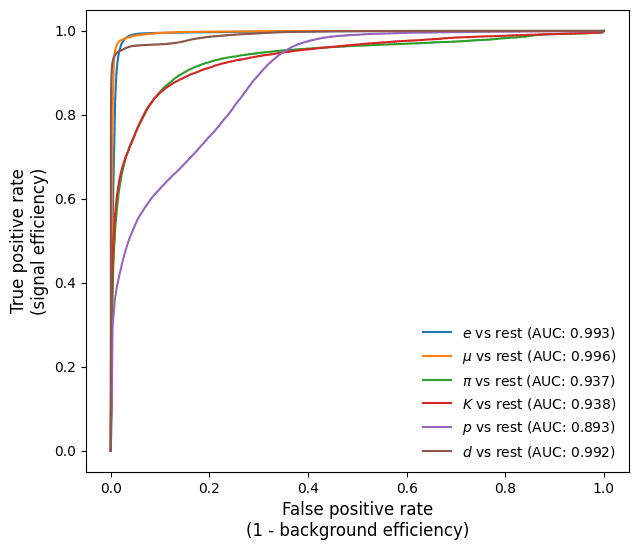 True positive rate
(signal efficiency)
1.0
0.8
0.6
0.4
0.2
0.0
e vs rest (AUC: 0.993)
μ vs rest (AUC: 0.996)
π vs rest (AUC: 0.937)
K vs rest (AUC: 0.938)
p vs rest (AUC: 0.893)
d vs rest (AUC: 0.992)
0.0 0.2 0.4 0.6 0.8 1.0
False positive rate
(1 - background efficiency)